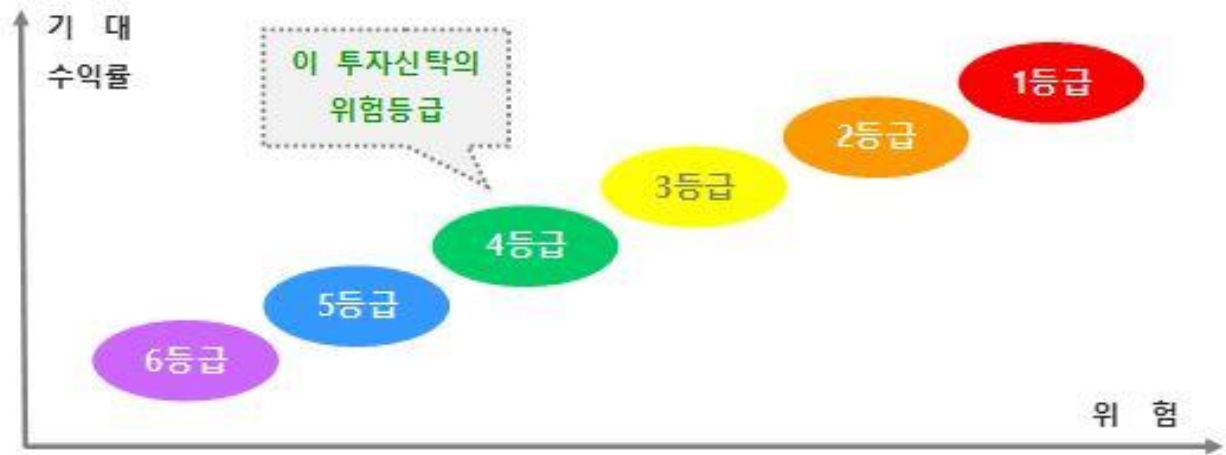 기 대
수익률
이 투자신탁의
위험등급
1등급
2등급
3등급
4등급
5등급
6등급
위 험